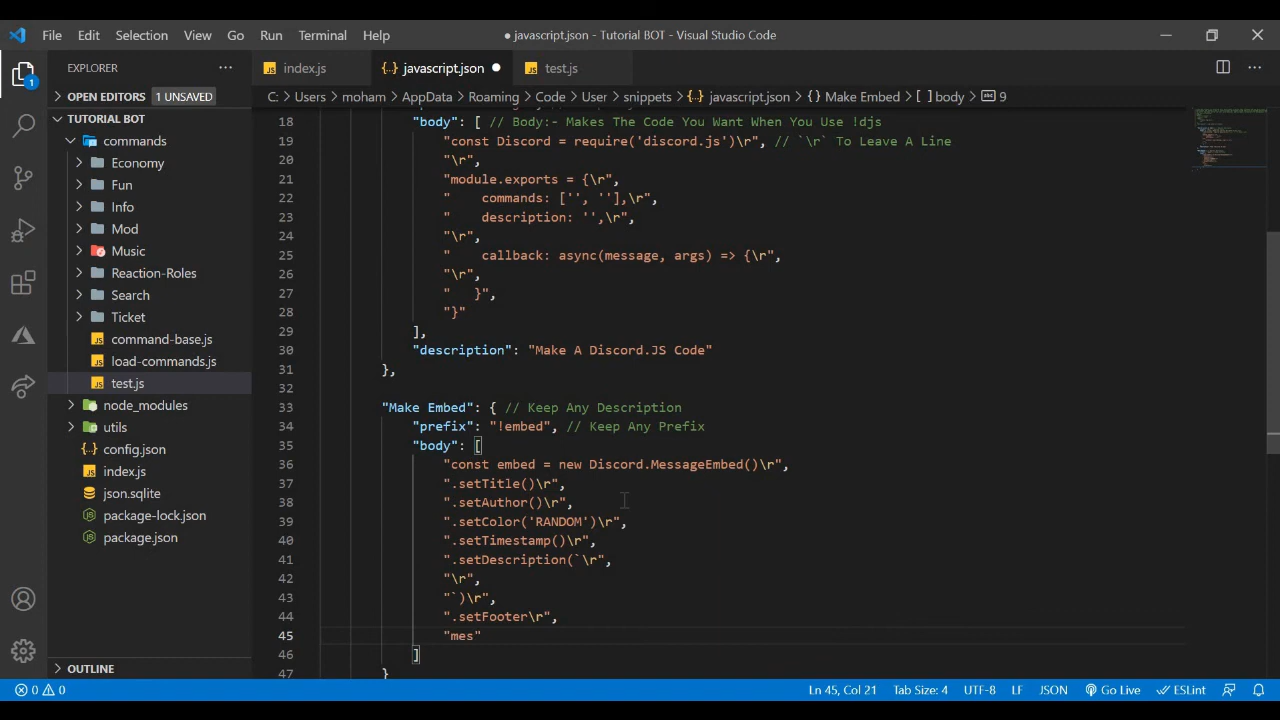 File Edit Selection View Go Run Terminal Help
● javascript.json - Tutorial BOT - Visual Studio Code
EXPLORER
index.js
javascript.json
test.js
OPEN EDITORS 1 UNSAVED
C: > Users > moham > AppData > Roaming > Code > User > snippets > javascript.json > Make Embed > body > 9
TUTORIAL BOT
commands
Economy
Fun
Info
Mod
Music
Reaction-Roles
Search
Ticket
command-base.js
load-commands.js
test.js
node_modules
utils
config.json
index.js
json.sqlite
package-lock.json
package.json
OUTLINE
1
18 "body": [ // Body:- Makes The Code You Want When You Use !djs
19 "const Discord = require('discord.js')\r", // `\r` To Leave A Line
20 "\r",
21 "module.exports = {\r",
22 "    commands: ['', ''],\r",
23 "    description: '',\r",
24 "\r",
25 "    callback: async(message, args) => {\r",
26 "\r",
27 "   }",
28 "}"
29 ],
30 "description": "Make A Discord.JS Code"
31 },
32
33 "Make Embed": { // Keep Any Description
34 "prefix": "!embed", // Keep Any Prefix
35 "body": [
36 "const embed = new Discord.MessageEmbed()\r",
37 ".setTitle()\r",
38 ".setAuthor()\r",
39 ".setColor('RANDOM')\r",
40 ".setTimestamp()\r",
41 ".setDescription(`\r",
42 "\r",
43 "`)\r",
44 ".setFooter\r",
45 "mes"
46 ]
47 }
0 0
Ln 45, Col 21 Tab Size: 4 UTF-8 LF JSON Go Live ESLint